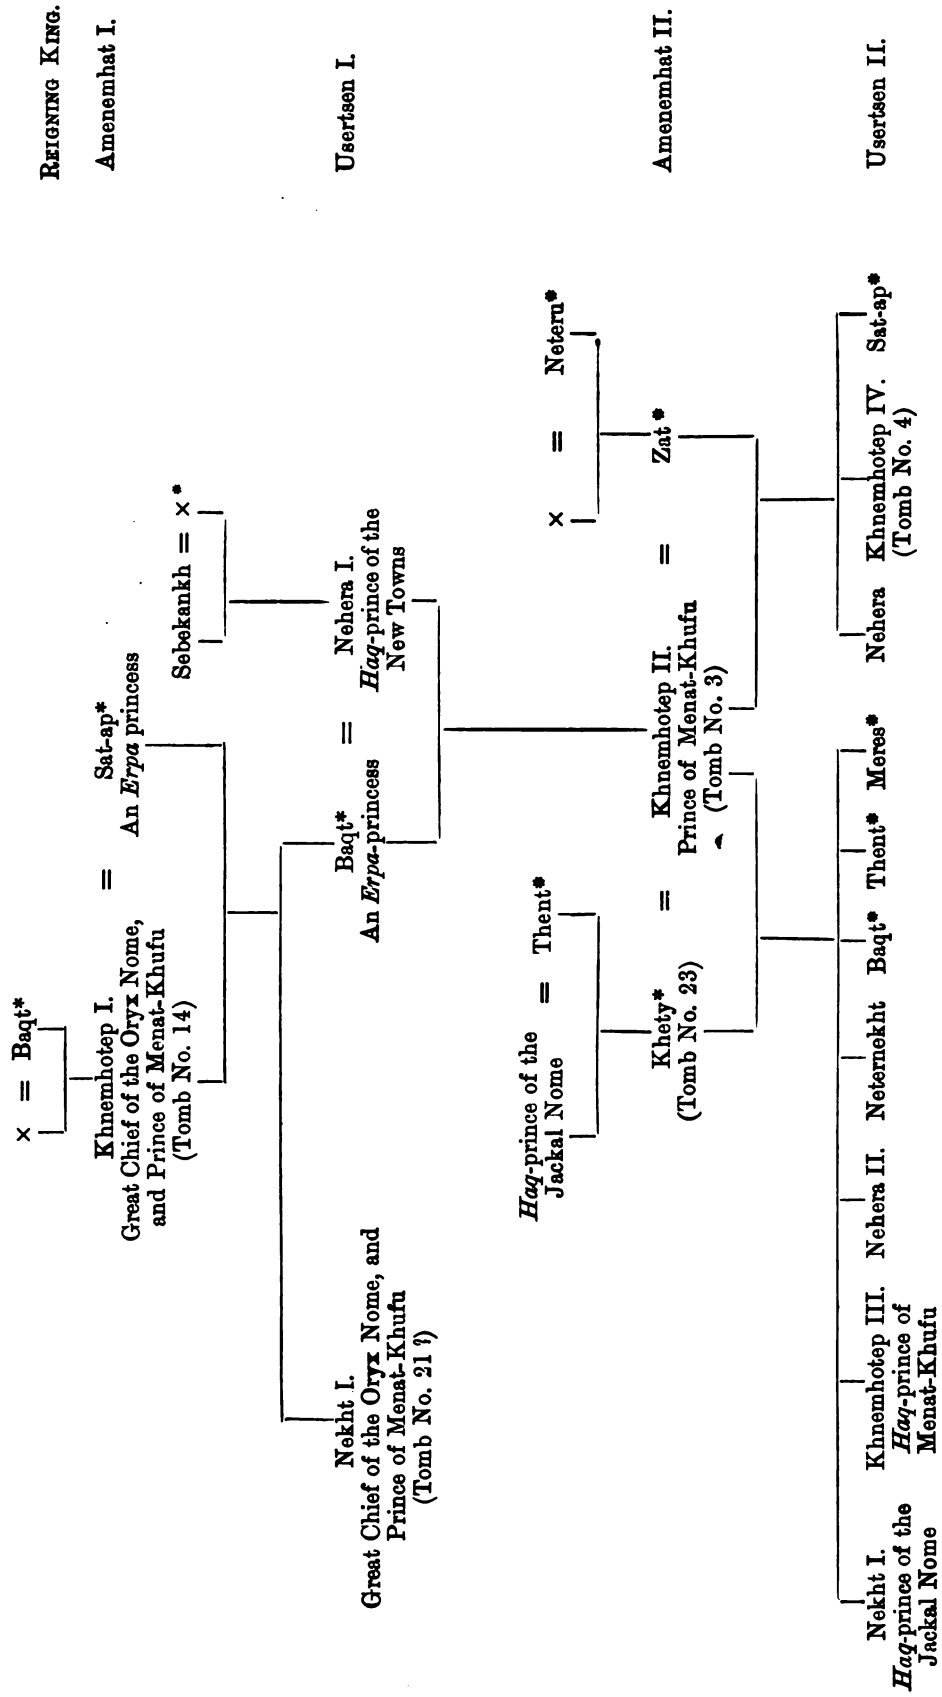 REIGNING KING.
× = Baqt*
Amenemhat I.
Khnemhotep I. = Sat-ap*
Great Chief of the Oryx Nome, An Erpa princess
and Prince of Menat-Khufu
(Tomb No. 14)
Sebekankh = ×*
Usertsen I.
Nekht I. Baqt* = Nehera I.
Great Chief of the Oryx Nome, and An Erpa-princess Haq-prince of the
Prince of Menat-Khufu New Towns
(Tomb No. 21?)
Haq-prince of the = Thent* × = Neteru*
Jackal Nome
Amenemhat II.
Khety* = Khnemhotep II. = Zat*
(Tomb No. 23) Prince of Menat-Khufu
(Tomb No. 3)
Usertsen II.
Nekht I. Khnemhotep III. Nehera II. Neternekht Baqt* Thent* Meres* Nehera Khnemhotep IV. Sat-ap*
Haq-prince of the Haq-prince of (Tomb No. 4)
Jackal Nome Menat-Khufu